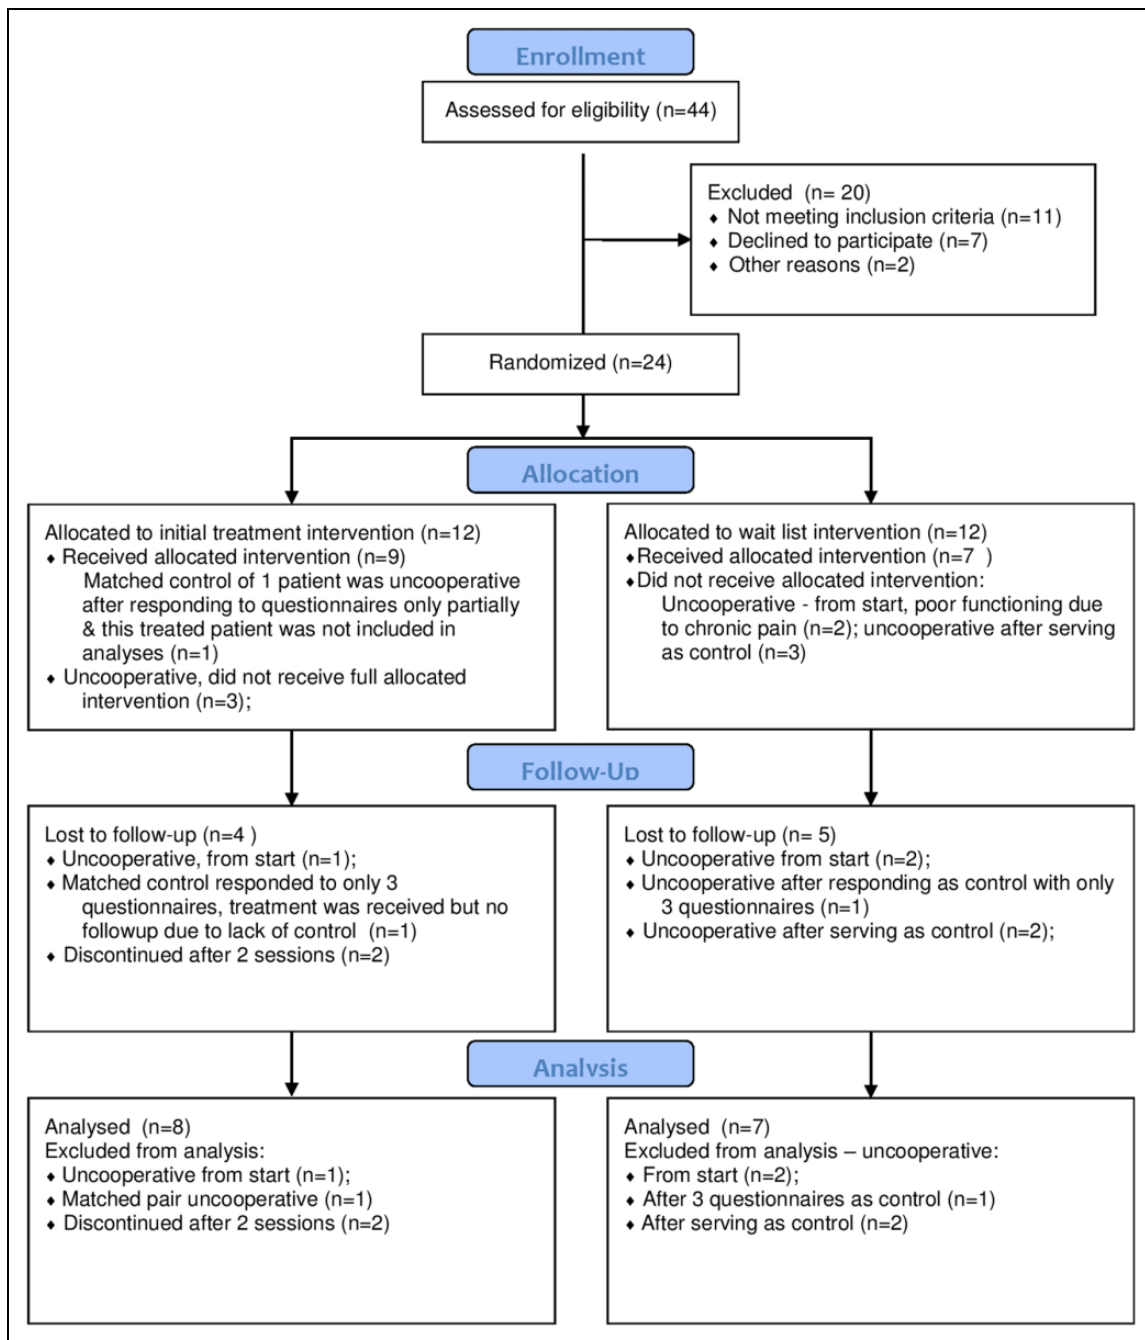 Enrollment
Assessed for eligibility (n=44)
Excluded (n= 20)
♦ Not meeting inclusion criteria (n=11)
♦ Declined to participate (n=7)
♦ Other reasons (n=2)
Randomized (n=24)
Allocation
Allocated to initial treatment intervention (n=12)
♦ Received allocated intervention (n=9)
Matched control of 1 patient was uncooperative
after responding to questionnaires only partially
& this treated patient was not included in
analyses (n=1)
♦ Uncooperative, did not receive full allocated
intervention (n=3);
Allocated to wait list intervention (n=12)
♦Received allocated intervention (n=7 )
♦Did not receive allocated intervention:
Uncooperative - from start, poor functioning due
to chronic pain (n=2); uncooperative after serving
as control (n=3)
Follow-Up
Lost to follow-up (n=4 )
♦ Uncooperative, from start (n=1);
♦ Matched control responded to only 3
questionnaires, treatment was received but no
followup due to lack of control (n=1)
♦ Discontinued after 2 sessions (n=2)
Lost to follow-up (n= 5)
♦ Uncooperative from start (n=2);
♦ Uncooperative after responding as control with only
3 questionnaires (n=1)
♦ Uncooperative after serving as control (n=2);
Analysis
Analysed (n=8)
Excluded from analysis:
♦ Uncooperative from start (n=1);
♦ Matched pair uncooperative (n=1)
♦ Discontinued after 2 sessions (n=2)
Analysed (n=7)
Excluded from analysis – uncooperative:
♦ From start (n=2);
♦ After 3 questionnaires as control (n=1)
♦ After serving as control (n=2)